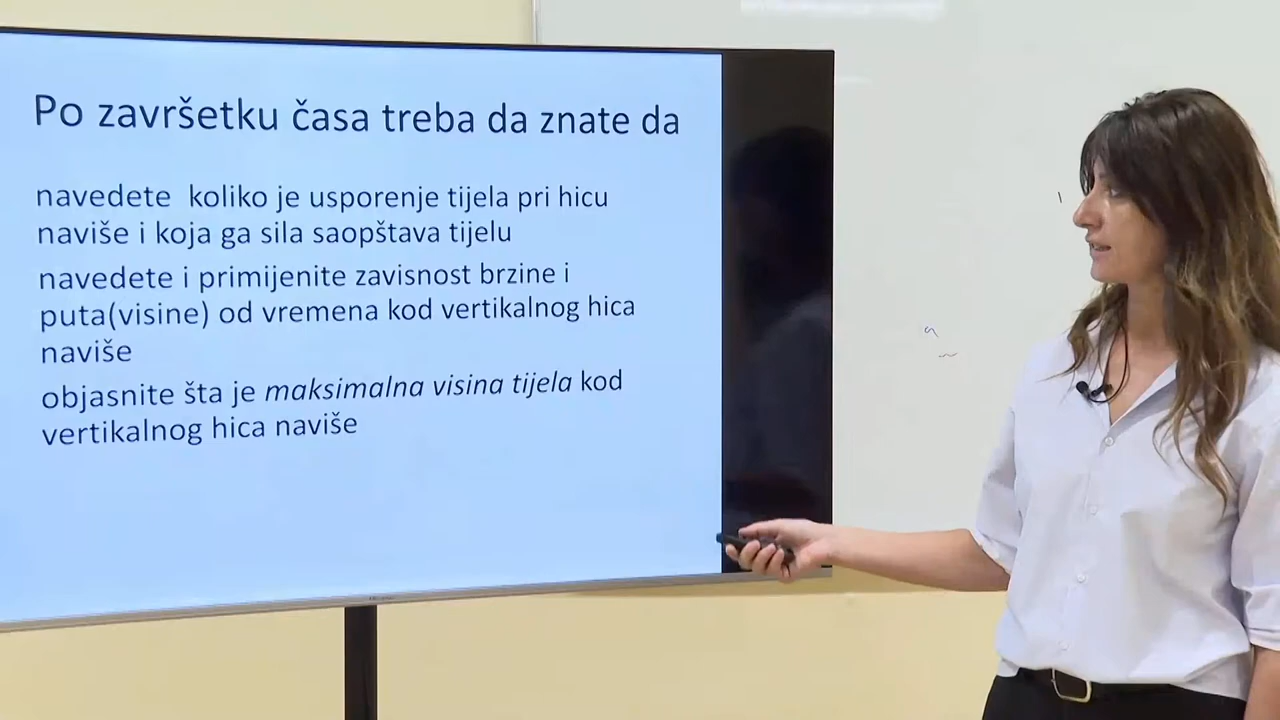 Po završetku časa treba da znate da
navedete koliko je usporenje tijela pri hicu
naviše i koja ga sila saopštava tijelu
navedete i primijenite zavisnost brzine i
puta(visine) od vremena kod vertikalnog hica
naviše
objasnite šta je maksimalna visina tijela kod
vertikalnog hica naviše